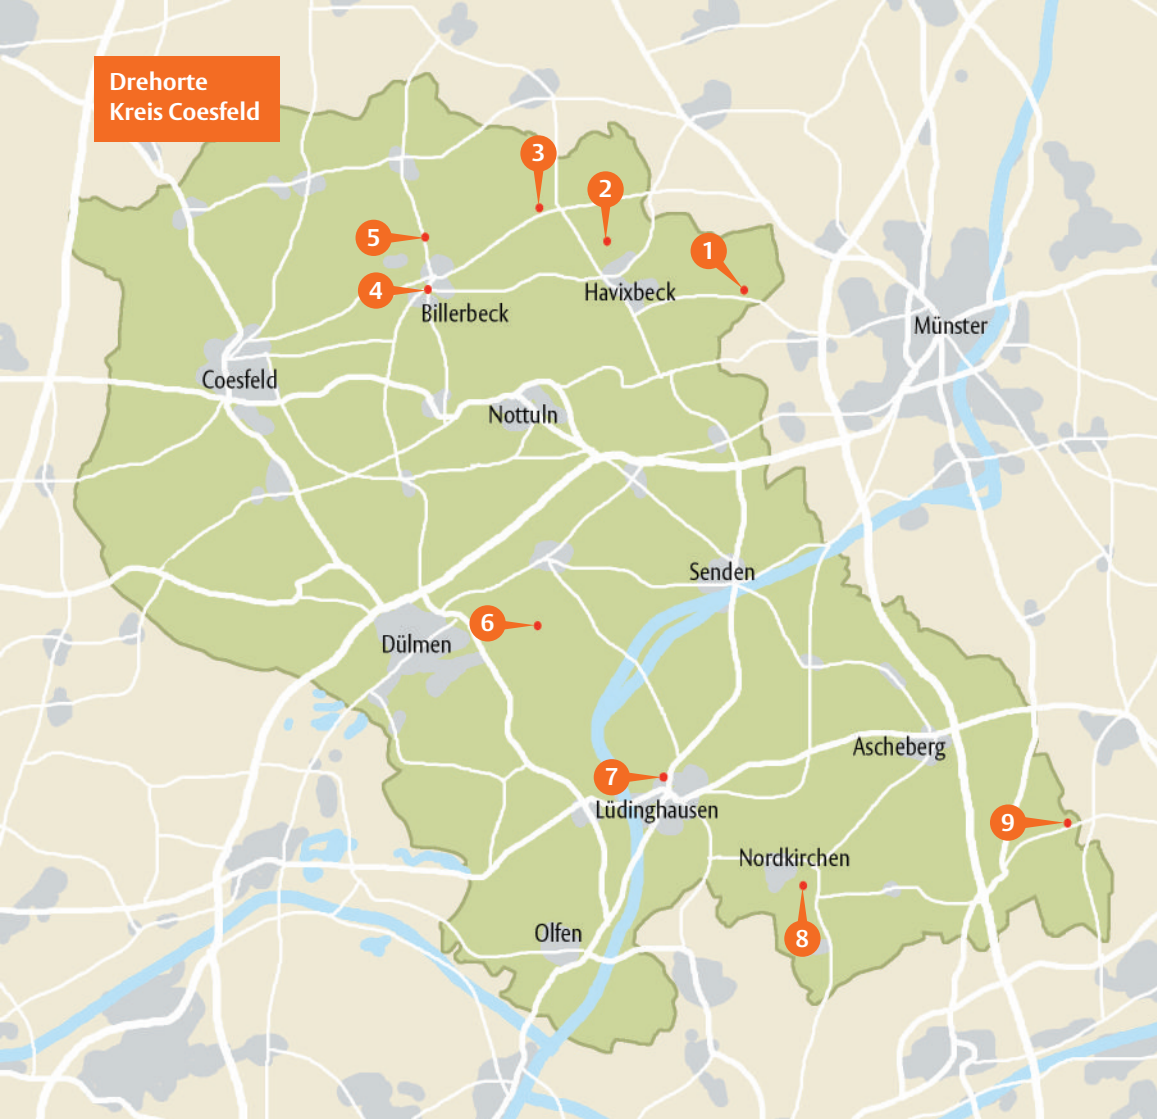 Drehorte
Kreis Coesfeld
3
2
5
1
4
Havixbeck
Billerbeck
Münster
Coesfeld
Nottuln
Senden
6
Dülmen
Ascheberg
7
Lüdinghausen
9
Nordkirchen
Olfen
8